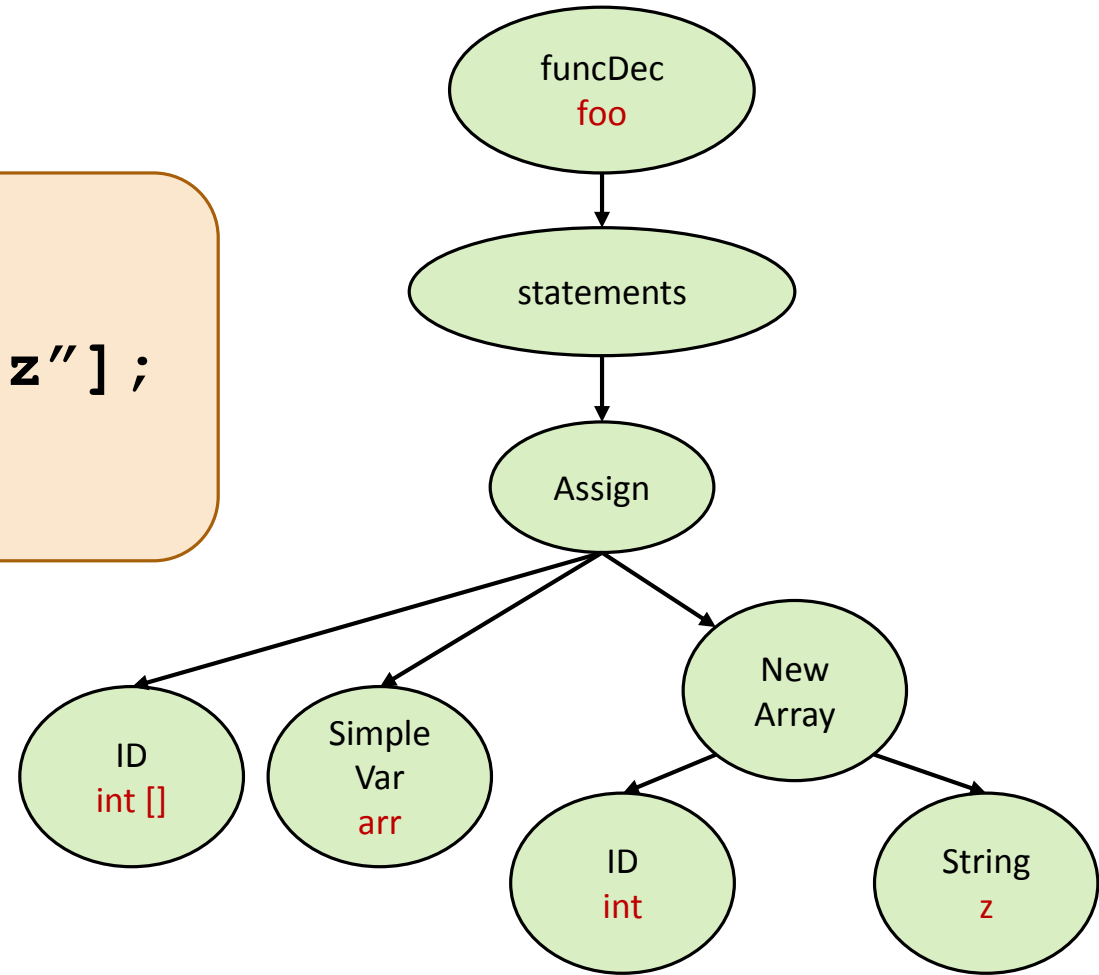 funcDec
foo
statements
z”];
Assign
New
Array
Simple
Var
arr
ID
int []
ID
int
String
z